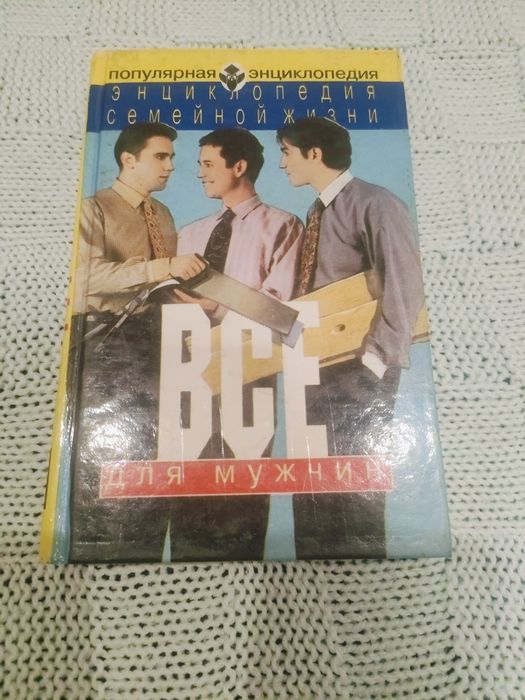 ПОПУЛЯРНАЯ ЭНЦИКЛОПЕДИЯ
ЭНЦИКЛОПЕДИЯ
СЕМЕЙНОЙ ЖИЗНИ
ВСЕ
ДЛЯ МУЖЧИН